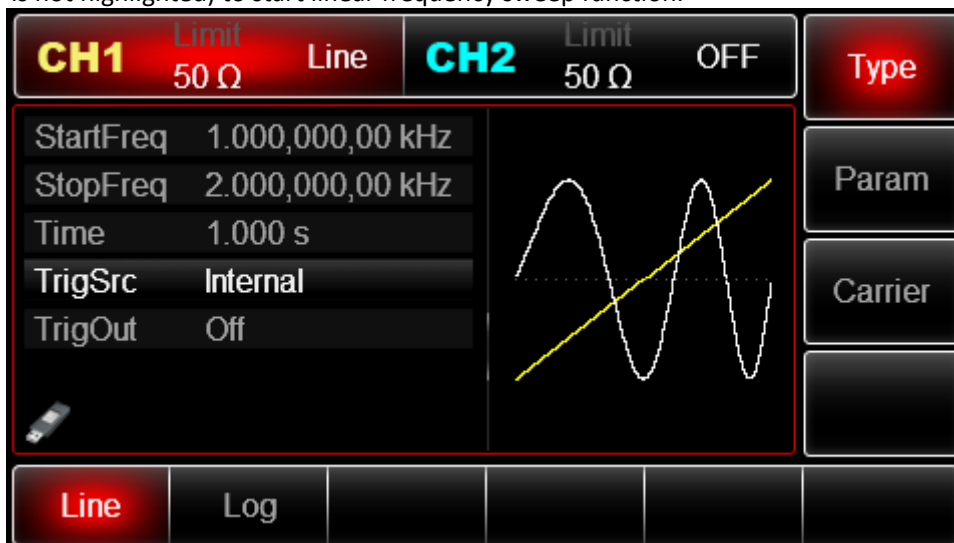 is not highlighted) to start linear frequency sweep function.
CH1 Limit 50 Ω Line CH2 Limit 50 Ω OFF
Type
StartFreq 1.000,000,00 kHz
StopFreq 2.000,000,00 kHz
Param
Time 1.000 s
TrigSrc Internal
Carrier
TrigOut Off
Line Log